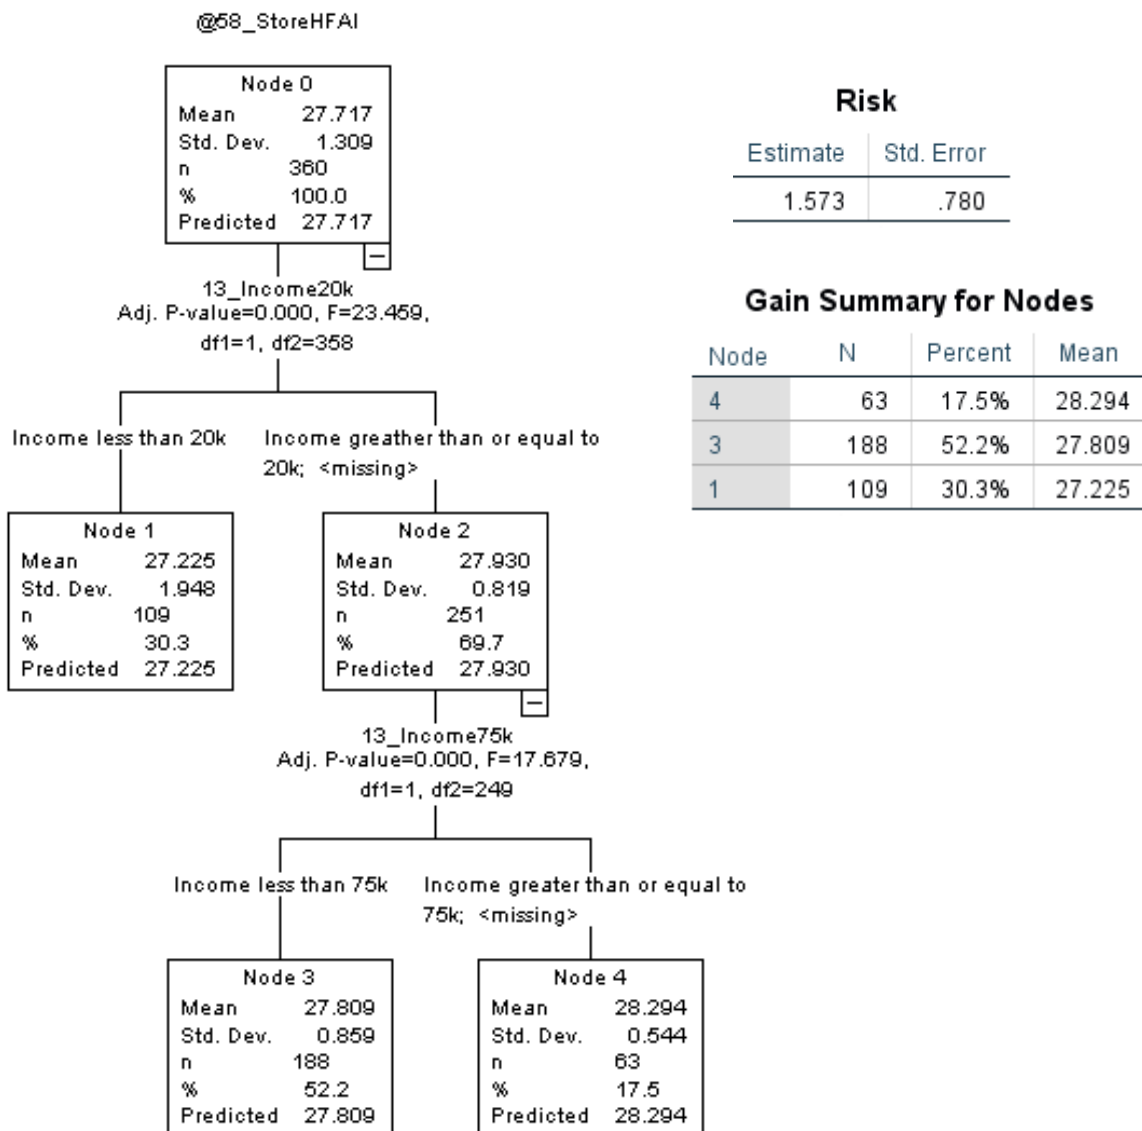 @58_StoreHFAI
Node 0
Mean 27.717
Std. Dev. 1.309
n 360
% 100.0
Predicted 27.717
13_Income20k
Adj. P-value=0.000, F=23.459,
df1=1, df2=358
Income less than 20k
Income greather than or equal to
20k; <missing>
Node 1
Mean 27.225
Std. Dev. 1.948
n 109
% 30.3
Predicted 27.225
Node 2
Mean 27.930
Std. Dev. 0.819
n 251
% 69.7
Predicted 27.930
13_Income75k
Adj. P-value=0.000, F=17.679,
df1=1, df2=249
Income less than 75k
Income greater than or equal to
75k; <missing>
Node 3
Mean 27.809
Std. Dev. 0.859
n 188
% 52.2
Predicted 27.809
Node 4
Mean 28.294
Std. Dev. 0.544
n 63
% 17.5
Predicted 28.294
Risk
Estimate Std. Error
1.573 .780
Gain Summary for Nodes
Node N Percent Mean
4 63 17.5% 28.294
3 188 52.2% 27.809
1 109 30.3% 27.225